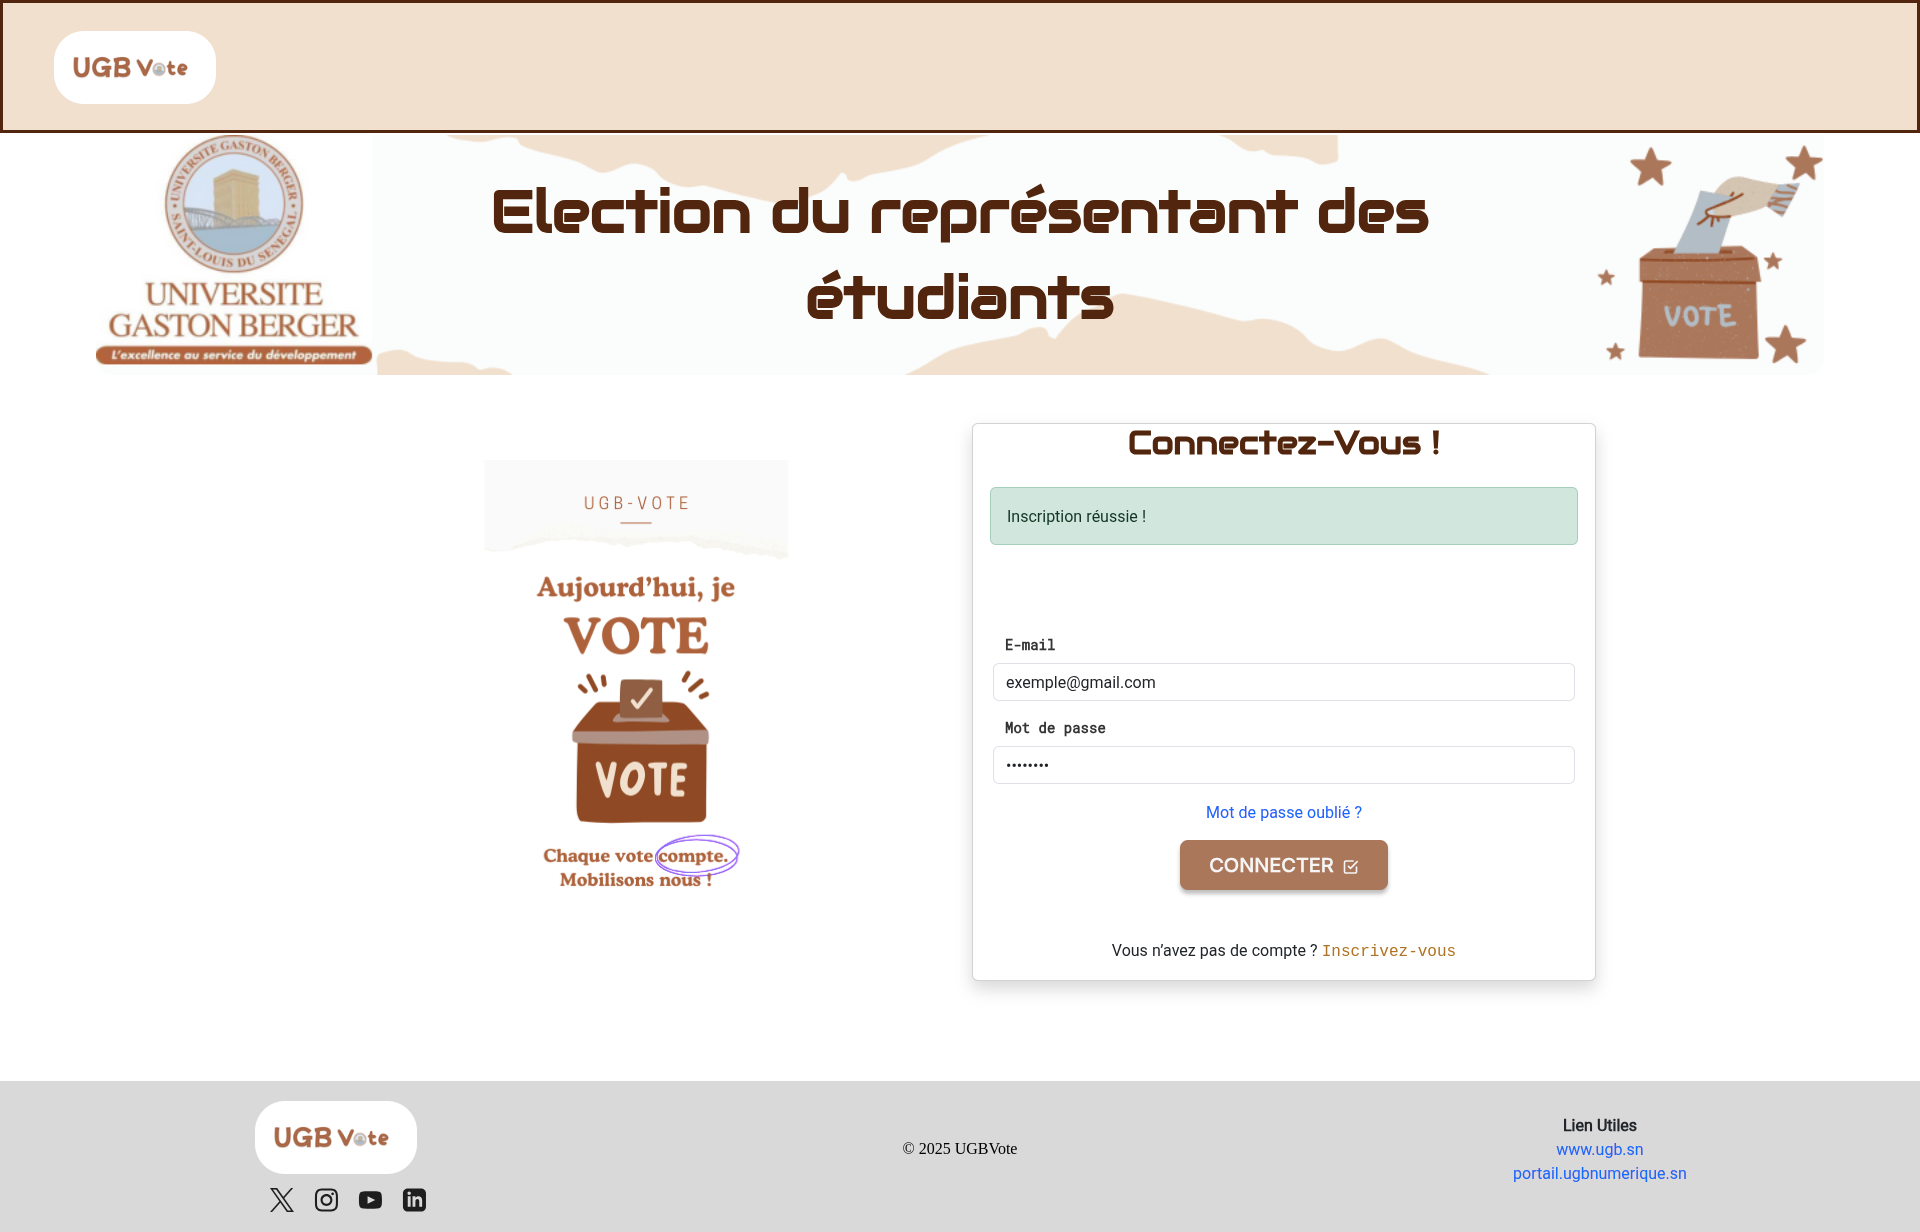 UGB Vote
UNIVERSITE GASTON BERGER
SAINT-LOUIS DU SENEGAL
UNIVERSITE
GASTON BERGER
L'excellence au service du développement
Election du représentant des
étudiants
VOTE
UGB-VOTE
Aujourd'hui, je
VOTE
VOTE
Chaque vote compte.
Mobilisons nous !
Connectez-Vous !
Inscription réussie !
E-mail
exemple@gmail.com
Mot de passe
••••••••
Mot de passe oublié ?
CONNECTER
Vous n’avez pas de compte ? Inscrivez-vous
UGB Vote
© 2025 UGBVote
Lien Utiles
www.ugb.sn
portail.ugbnumerique.sn